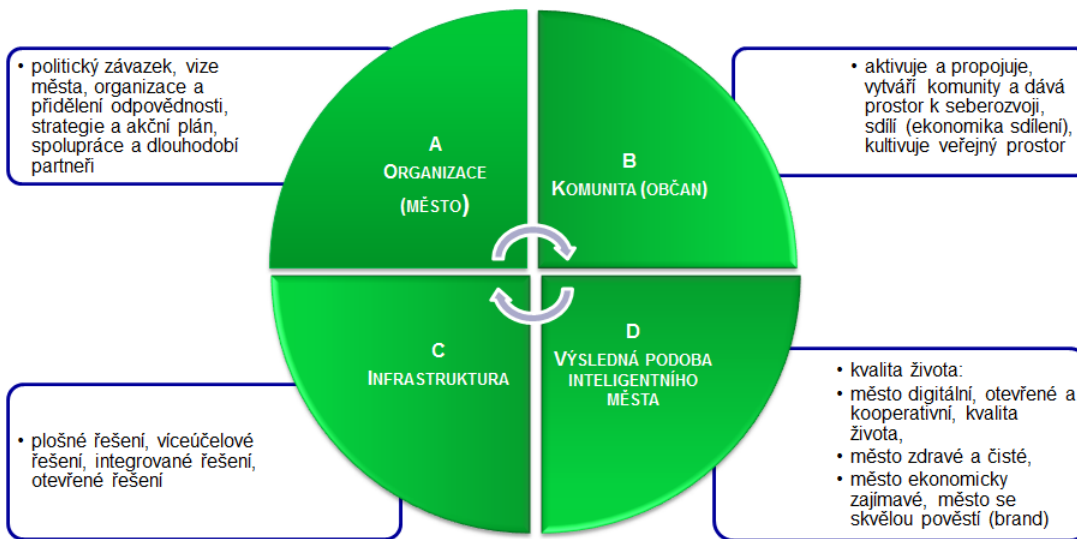 • politický závazek, vize
města, organizace a
přidělení odpovědnosti,
strategie a akční plán,
spolupráce a dlouhodobí
partneři
A
ORGANIZACE
(MĚSTO)
B
KOMUNITA (OBČAN)
• aktivuje a propojuje,
vytváří komunity a dává
prostor k seberozvoji,
sdílí (ekonomika sdílení),
kultivuje veřejný prostor
• plošné řešení, víceúčelové
řešení, integrované řešení,
otevřené řešení
C
INFRASTRUKTURA
D
VÝSLEDNÁ PODOBA
INTELIGENTNÍHO
MĚSTA
• kvalita života:
• město digitální, otevřené a
kooperativní, kvalita
života,
• město zdravé a čisté,
• město ekonomicky
zajímavé, město se
skvělou pověstí (brand)